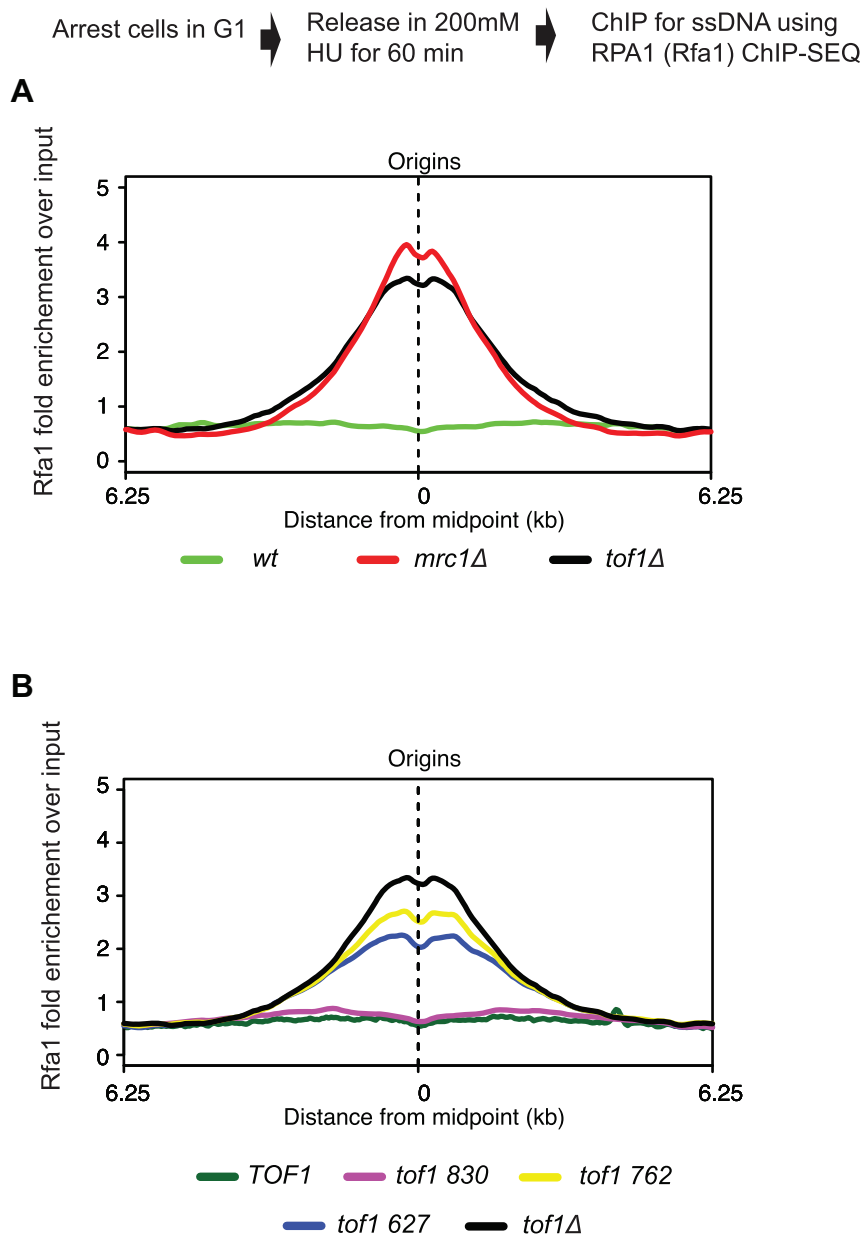 Arrest cells in G1
Release in 200mM
HU for 60 min
ChIP for ssDNA using
RPA1 (Rfa1) ChIP-SEQ
A
Origins
Rfa1 fold enrichement over input
5
4
3
2
1
0
6.25
0
6.25
Distance from midpoint (kb)
wt
mrc1Δ
tof1Δ
B
Origins
Rfa1 fold enrichement over input
5
4
3
2
1
0
6.25
0
6.25
Distance from midpoint (kb)
TOF1
tof1 830
tof1 762
tof1 627
tof1Δ